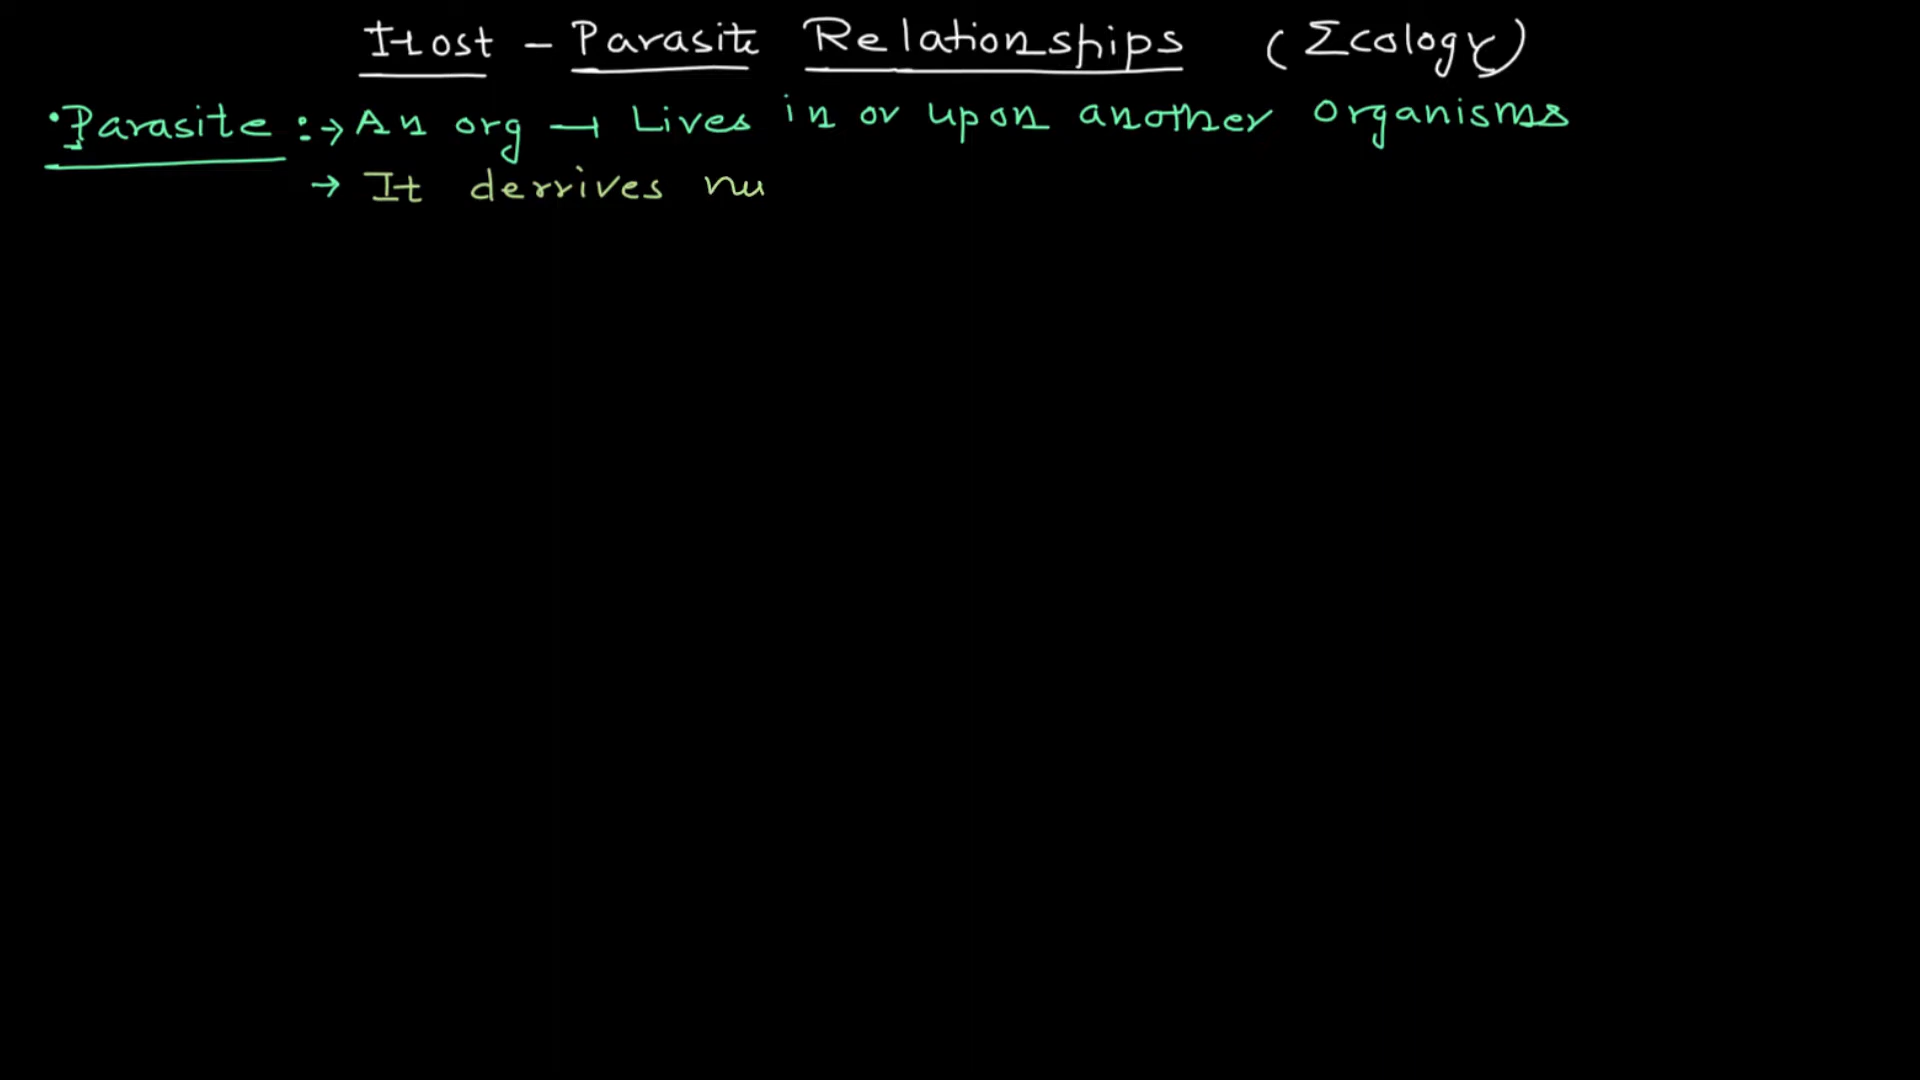 Host - Parasite Relationships (Ecology)
• Parasite :→ An org → Lives in or upon another organisms
→ It derrives nu